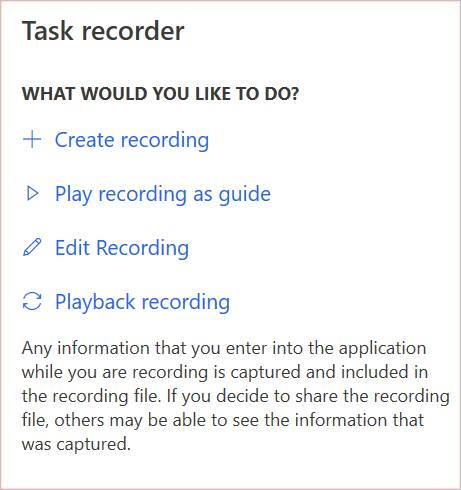 Task recorder
WHAT WOULD YOU LIKE TO DO?
Create recording
Play recording as guide
Edit Recording
Playback recording
Any information that you enter into the application
while you are recording is captured and included in
the recording file. If you decide to share the recording
file, others may be able to see the information that
was captured.